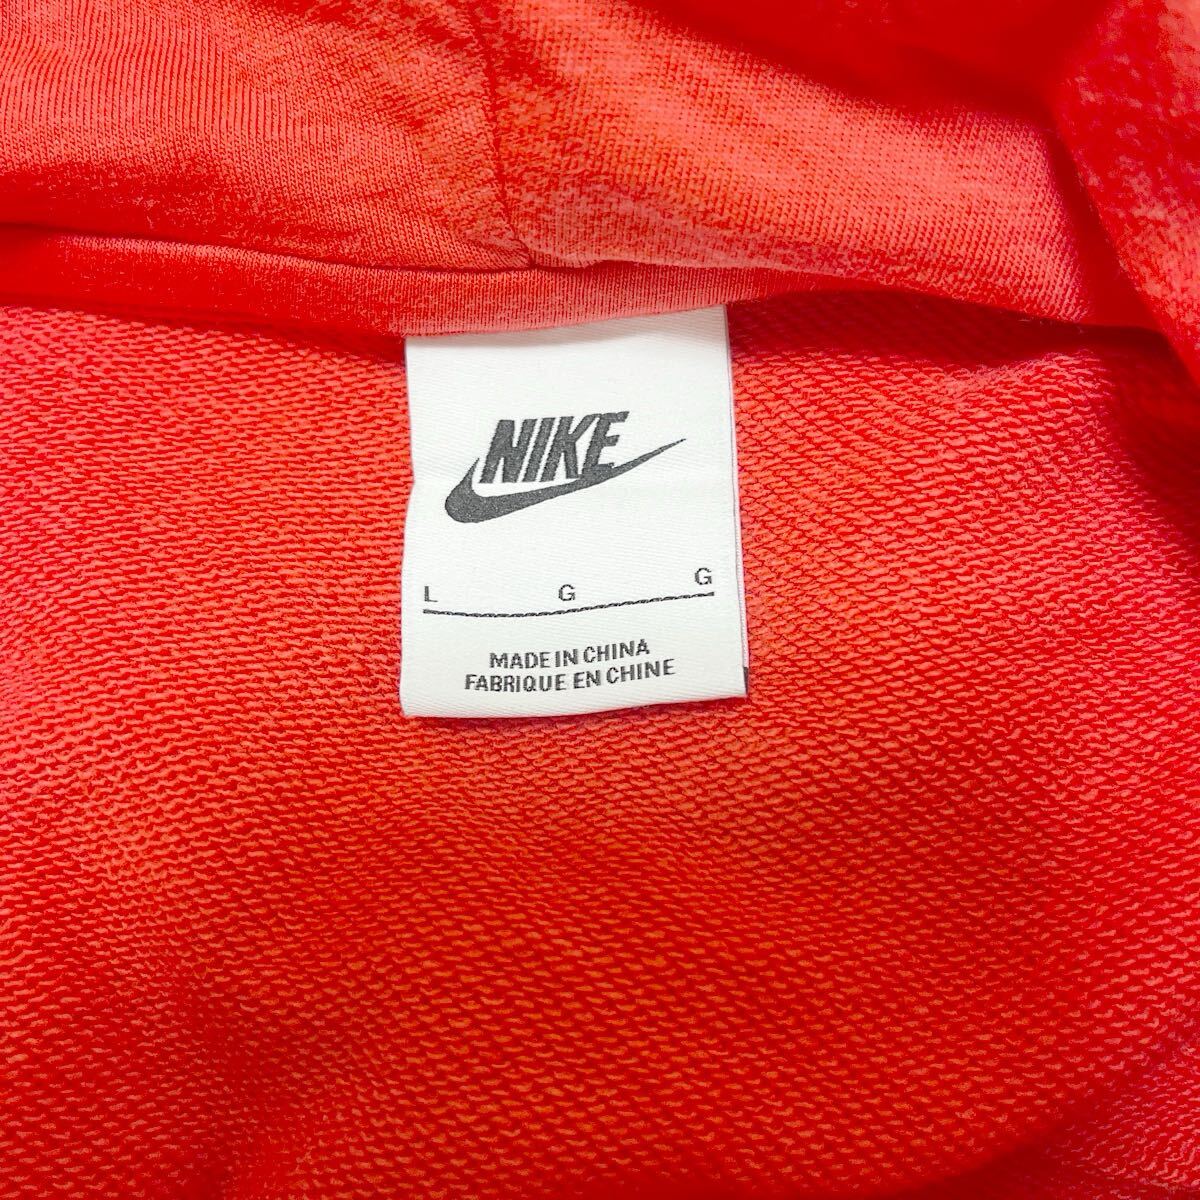 NIKE
L G G
MADE IN CHINA
FABRIQUE EN CHINE